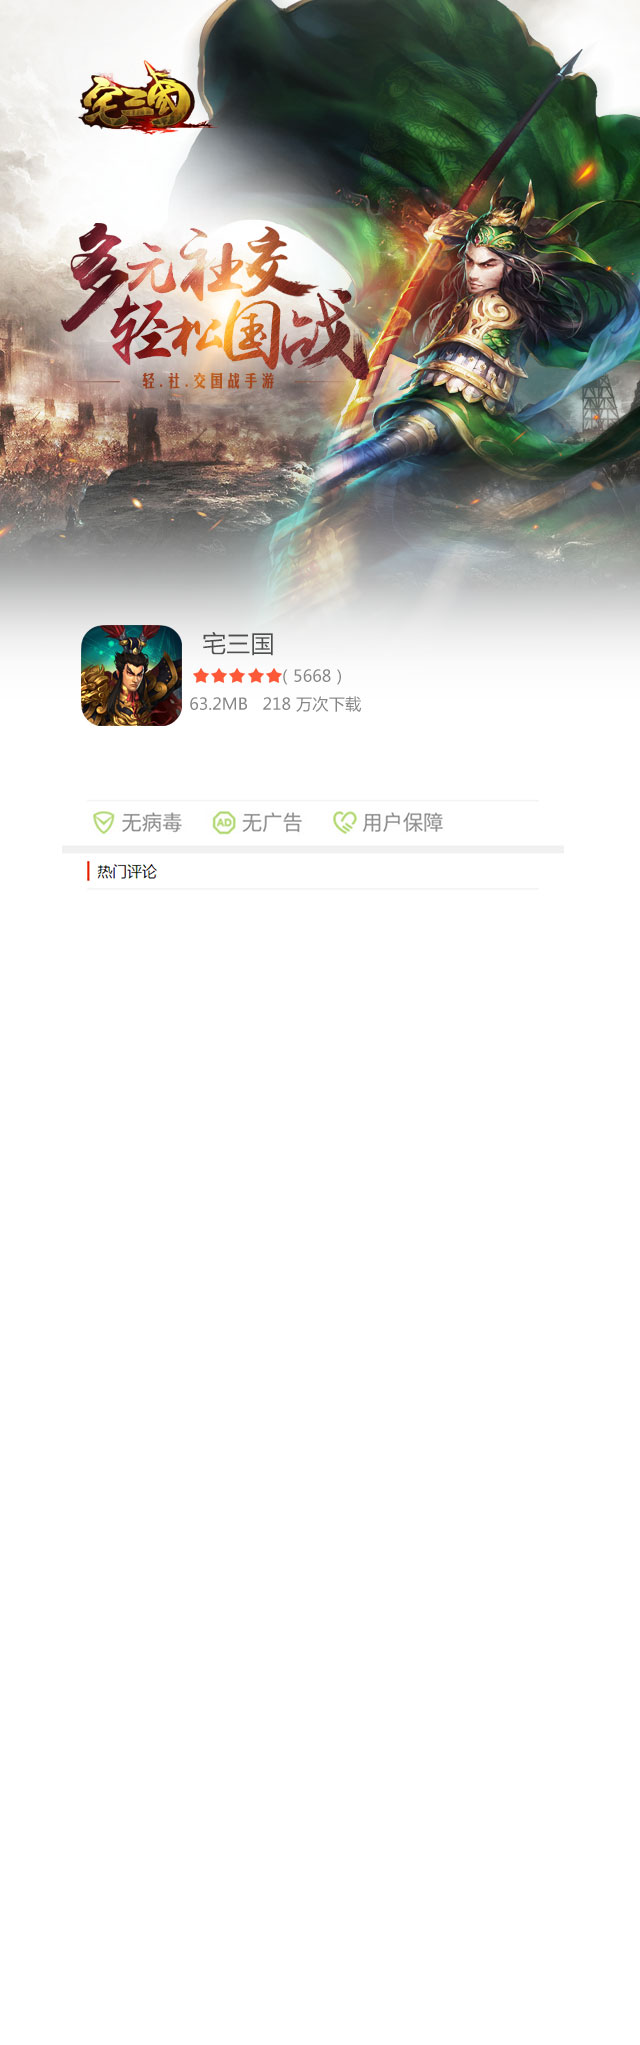 宅三國
多元社交
轻松国战
轻.社.交国战手游
宅三国
( 5668 )
63.2MB 218 万次下载
无病毒 AD 无广告 用户保障
热门评论